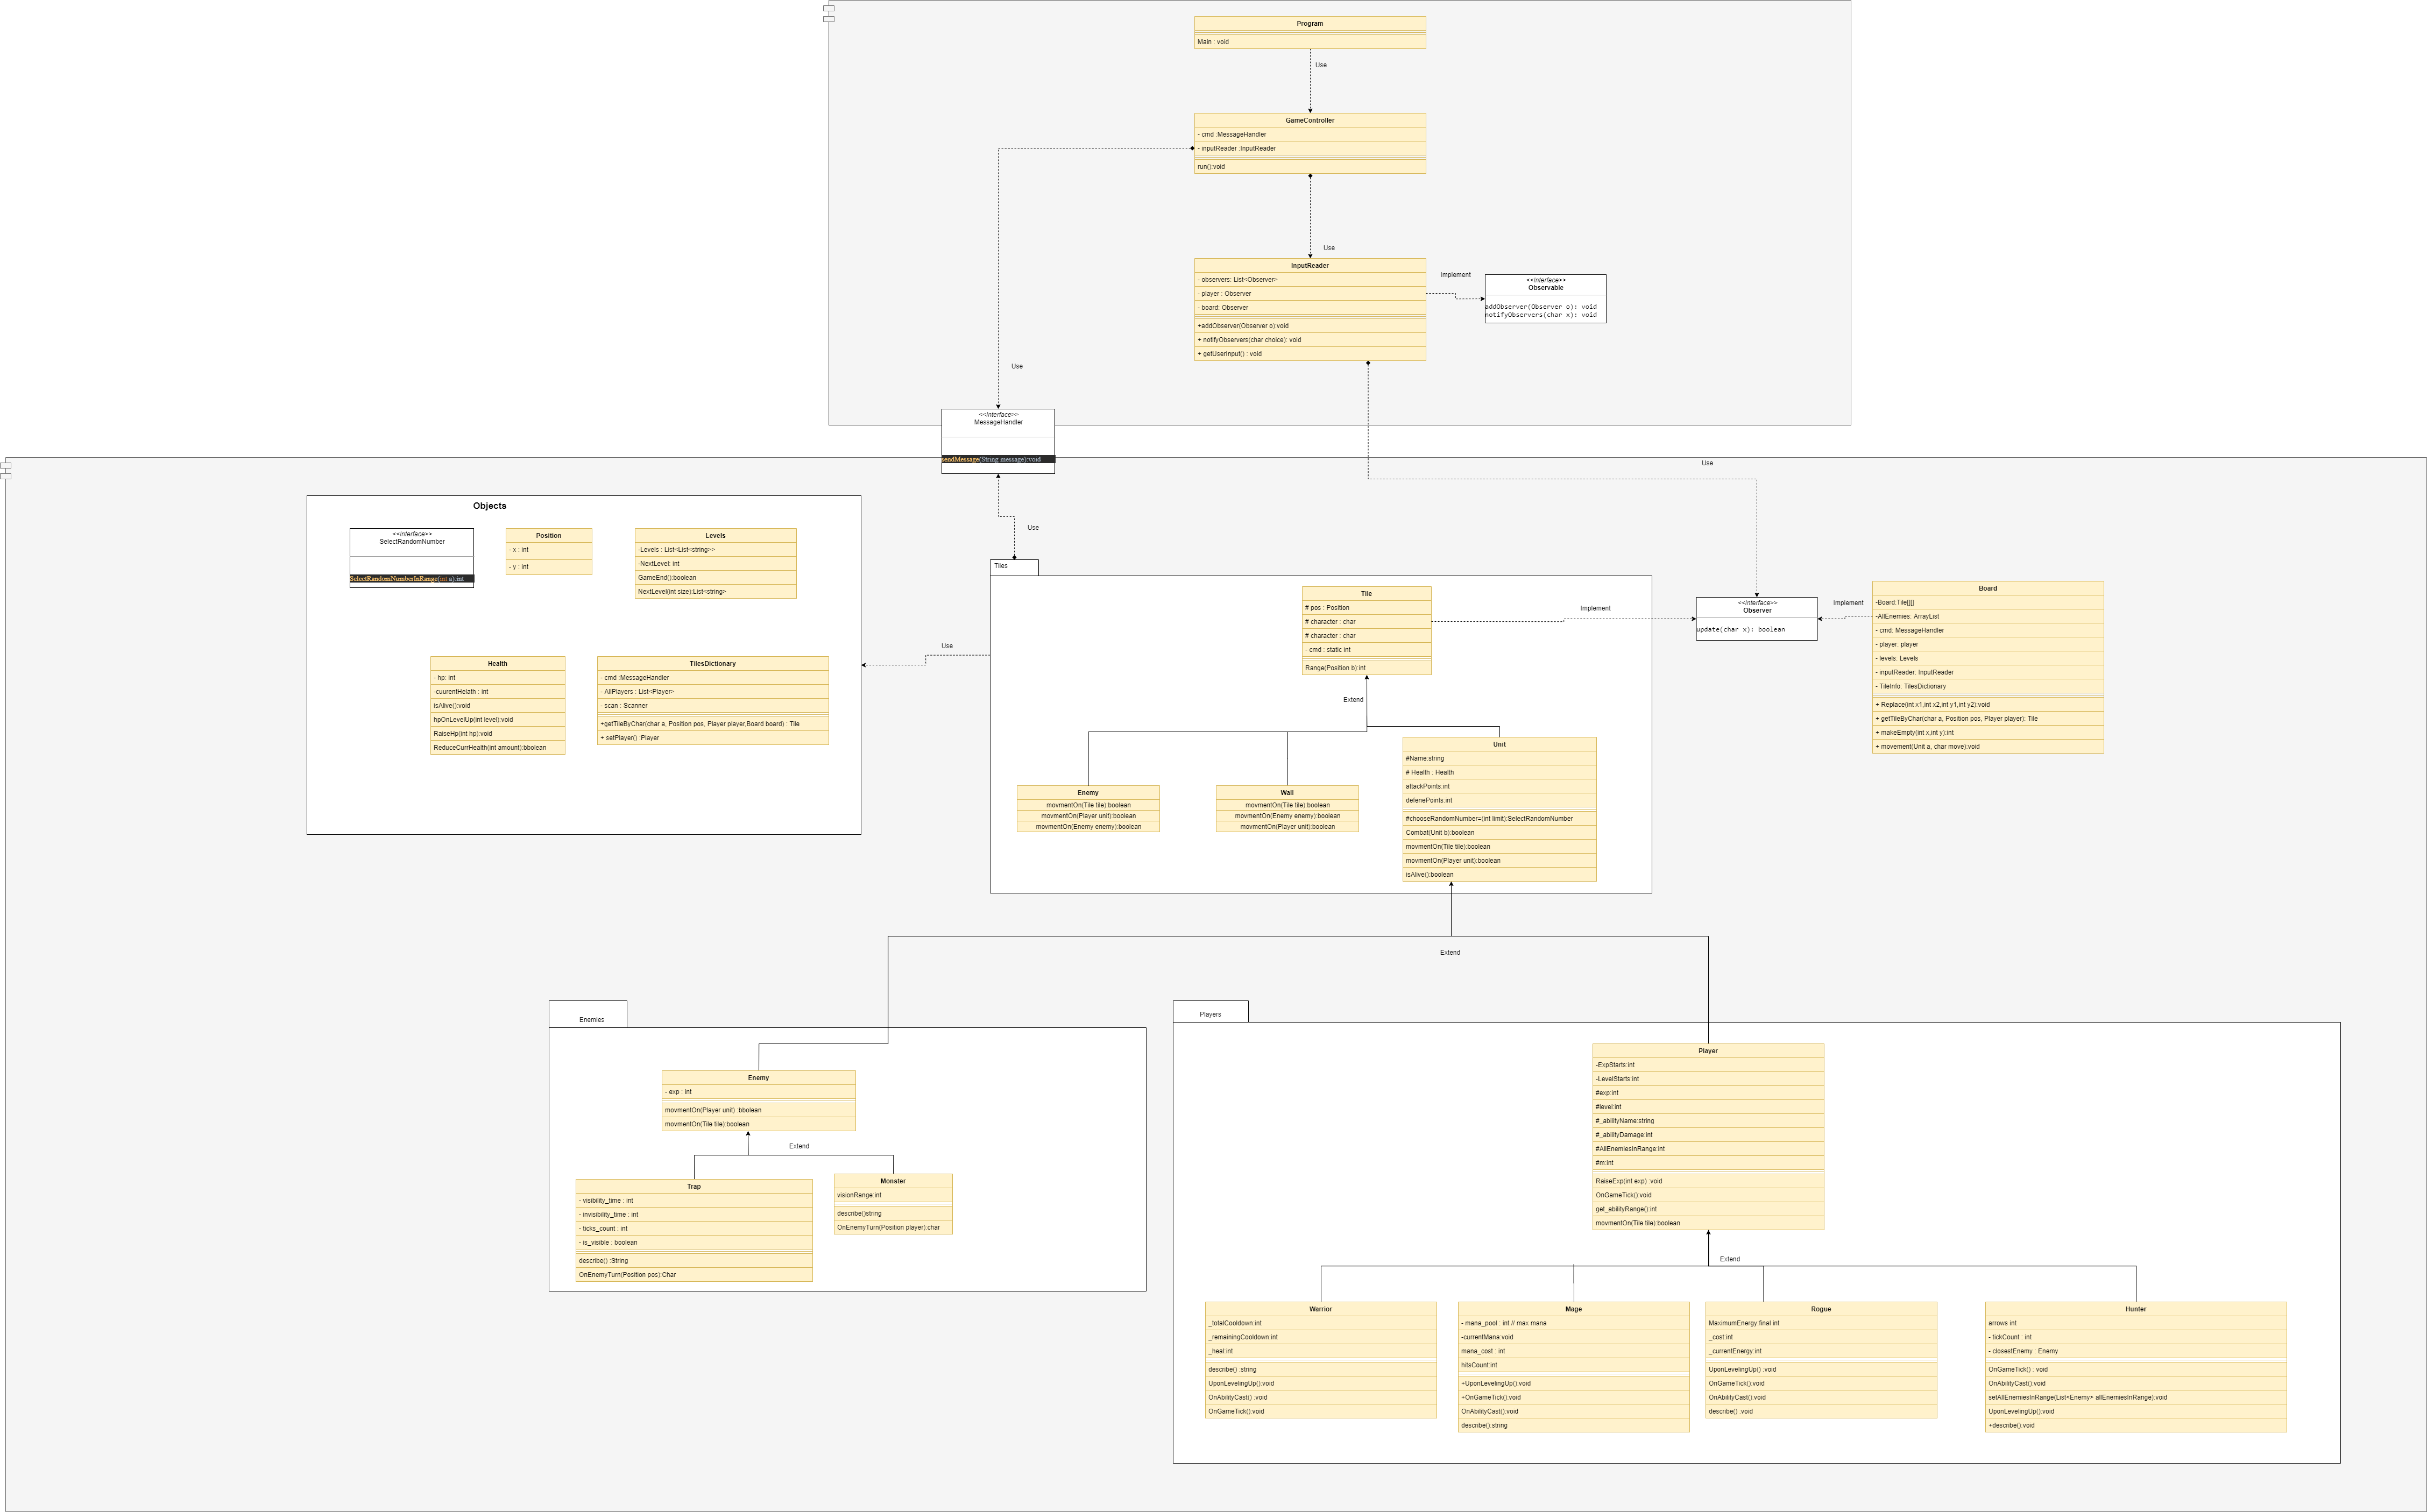 Program
Main : void
Use
GameController
- cmd :MessageHandler
- inputReader :InputReader
run():void
Use
InputReader
- observers: List<Observer>
- player : Observer
- board: Observer
+addObserver(Observer o):void
+ notifyObservers(char choice): void
+ getUserInput() : void
Implement
<<interface>>
Observable
addObserver(Observer o): void
notifyObservers(char x): void
Use
<<interface>>
MessageHandler
sendMessage(String message):void
Use
Use
Objects
<<interface>>
SelectRandomNumber
SelectRandomNumberInRange(int a):int
Position
- x : int
- y : int
Levels
-Levels : List<List<string>>
-NextLevel: int
GameEnd():boolean
NextLevel(int size):List<string>
Health
- hp: int
-cuurentHelath : int
isAlive():void
hpOnLevelUp(int level):void
RaiseHp(int hp):void
ReduceCurrHealth(int amount):bbolean
TilesDictionary
- cmd :MessageHandler
- AllPlayers : List<Player>
- scan : Scanner
+getTileByChar(char a, Position pos, Player player,Board board) : Tile
+ setPlayer() :Player
Use
Tiles
Tile
# pos : Position
# character : char
# character : char
- cmd : static int
Range(Position b):int
Extend
Implement
<<interface>>
Observer
update(char x): boolean
Implement
Board
-Board:Tile[][]
-AllEnemies: ArrayList
- cmd: MessageHandler
- player: player
- levels: Levels
- inputReader: InputReader
- TileInfo: TilesDictionary
+ Replace(int x1,int x2,int y1,int y2):void
+ getTileByChar(char a, Position pos, Player player): Tile
+ makeEmpty(int x,int y):int
+ movement(Unit a, char move):void
Enemy
movmentOn(Tile tile):boolean
movmentOn(Player unit):boolean
movmentOn(Enemy enemy):boolean
Wall
movmentOn(Tile tile):boolean
movmentOn(Enemy enemy):boolean
movmentOn(Player unit):boolean
Unit
#Name:string
# Health : Health
attackPoints:int
defenePoints:int
#chooseRandomNumber=(int limit):SelectRandomNumber
Combat(Unit b):boolean
movmentOn(Tile tile):boolean
movmentOn(Player unit):boolean
isAlive():boolean
Extend
Enemies
Enemy
- exp : int
movmentOn(Player unit) :bboolean
movmentOn(Tile tile):boolean
Extend
Trap
- visibility_time : int
- invisibility_time : int
- ticks_count : int
- is_visible : boolean
describe() :String
OnEnemyTurn(Position pos):Char
Monster
visionRange:int
describe()string
OnEnemyTurn(Position player):char
Players
Player
-ExpStarts:int
-LevelStarts:int
#exp:int
#level:int
#_abilityName:string
#_abilityDamage:int
#AllEnemiesInRange:int
#m:int
RaiseExp(int exp) :void
OnGameTick():void
get_abilityRange():int
movmentOn(Tile tile):boolean
Extend
Warrior
_totalCooldown:int
_remainingCooldown:int
_heal:int
describe() :string
UponLevelingUp():void
OnAbilityCast() :void
OnGameTick():void
Mage
- mana_pool : int // max mana
-currentMana:void
mana_cost : int
hitsCount:int
+UponLevelingUp():void
+OnGameTick():void
OnAbilityCast():void
describe():string
Rogue
MaximumEnergy:final int
_cost:int
_currentEnergy:int
UponLevelingUp() :void
OnGameTick():void
OnAbilityCast():void
describe() :void
Hunter
arrows int
- tickCount : int
- closestEnemy : Enemy
OnGameTick() : void
OnAbilityCast():void
setAllEnemiesInRange(List<Enemy> allEnemiesInRange):void
UponLevelingUp():void
+describe():void